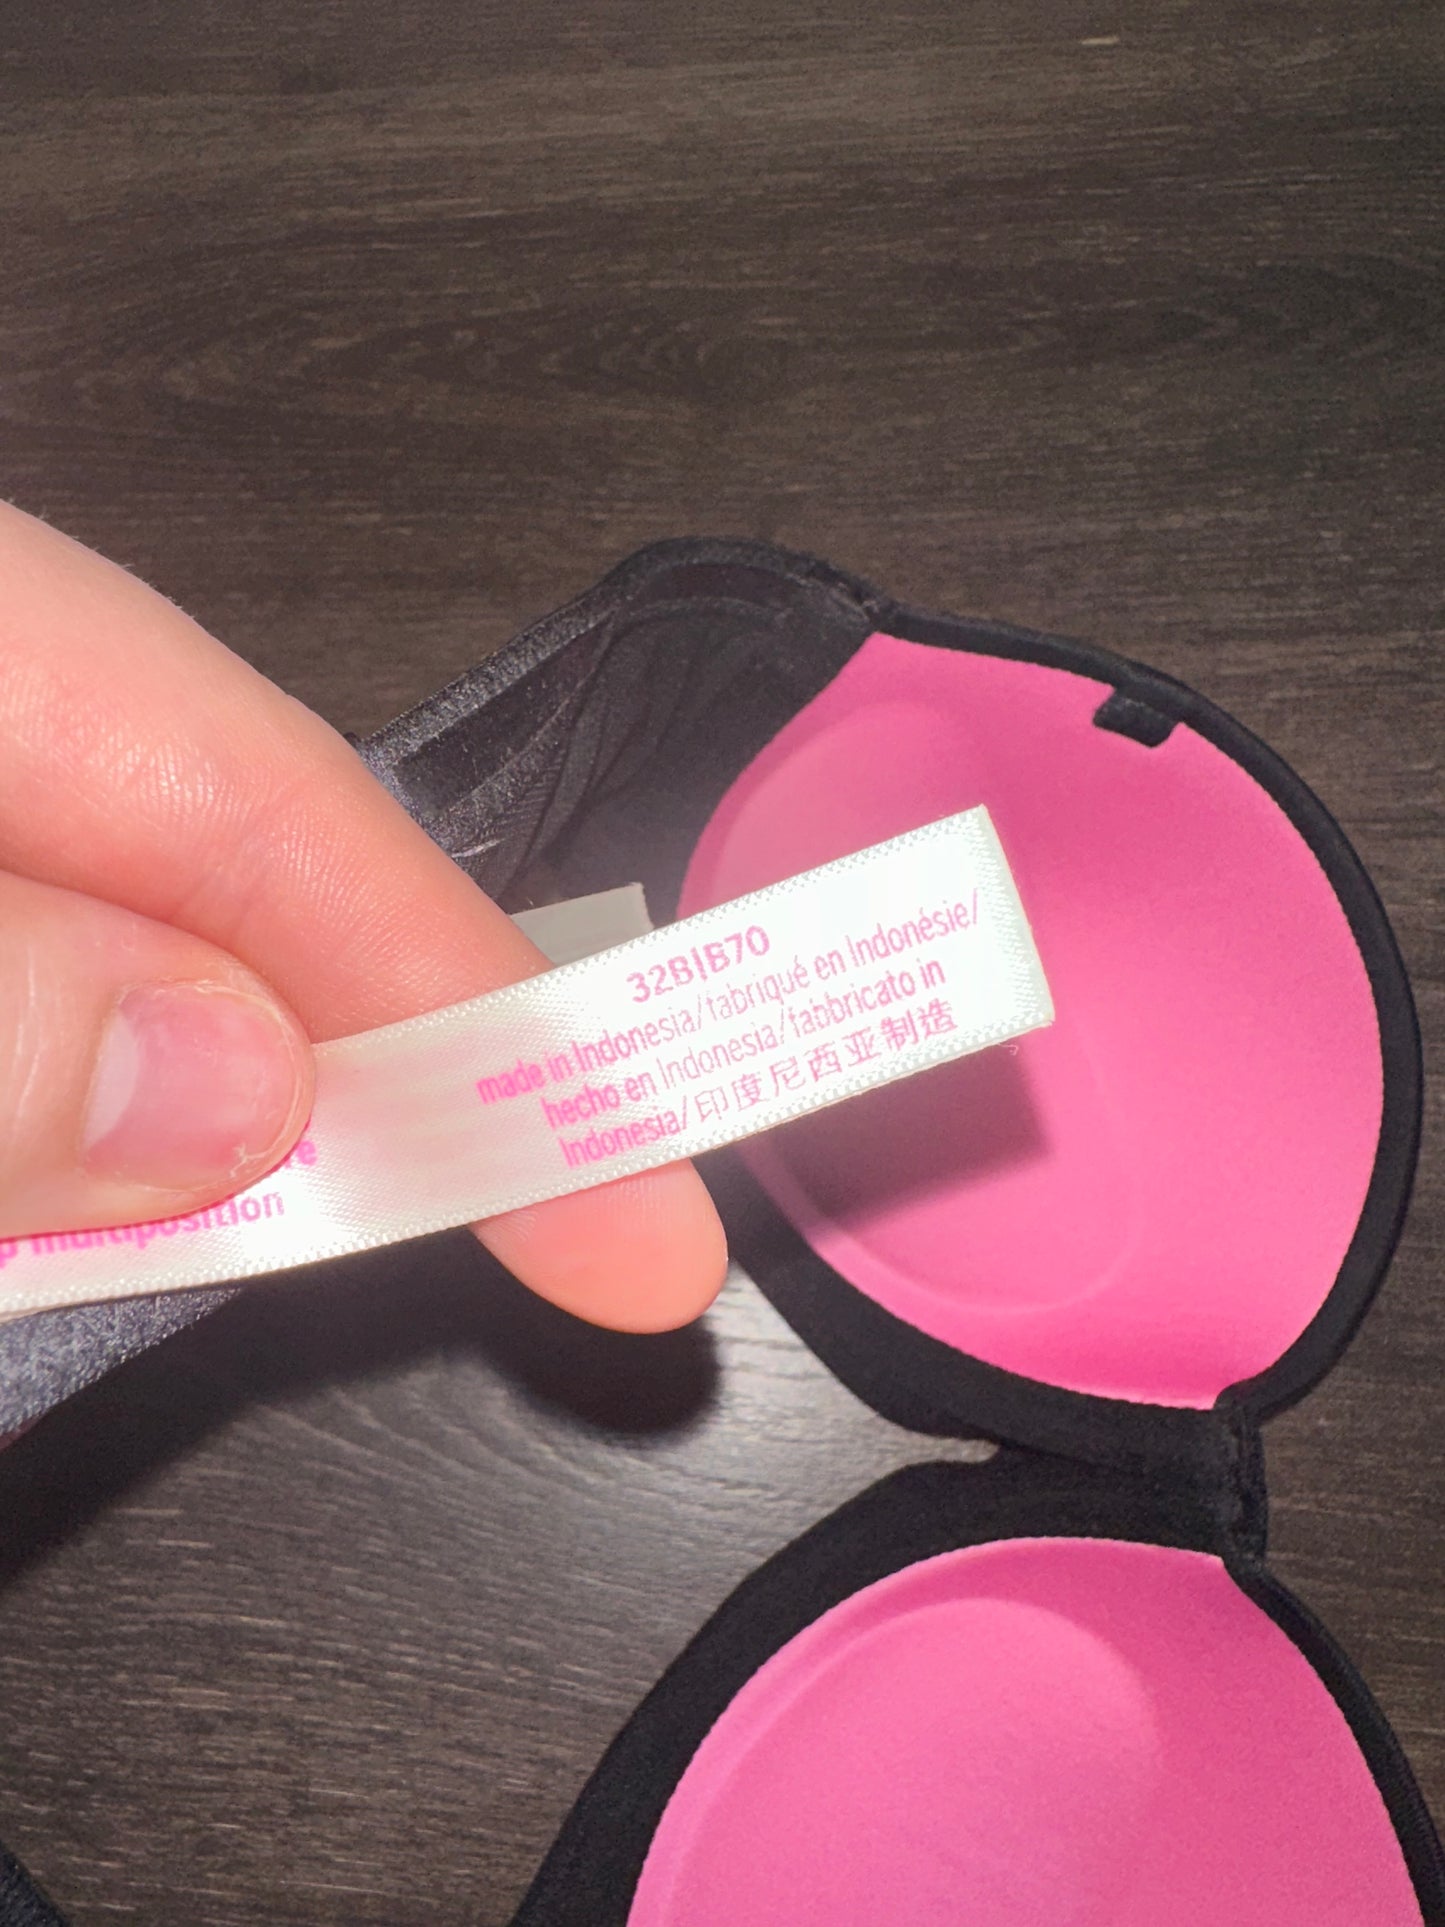 32B|B70
made in Indonesia/fabriqué en Indonésie/
hecho en Indonesia/fabbricato in
Indonesia/印度尼西亚制造
multiposition